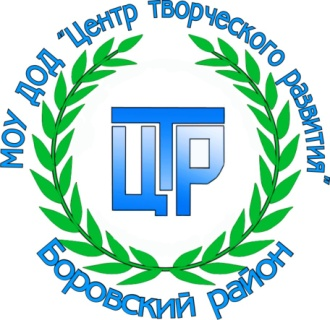 МОУ ДОД "Центр творческого развития"
ЦТР
Боровский район